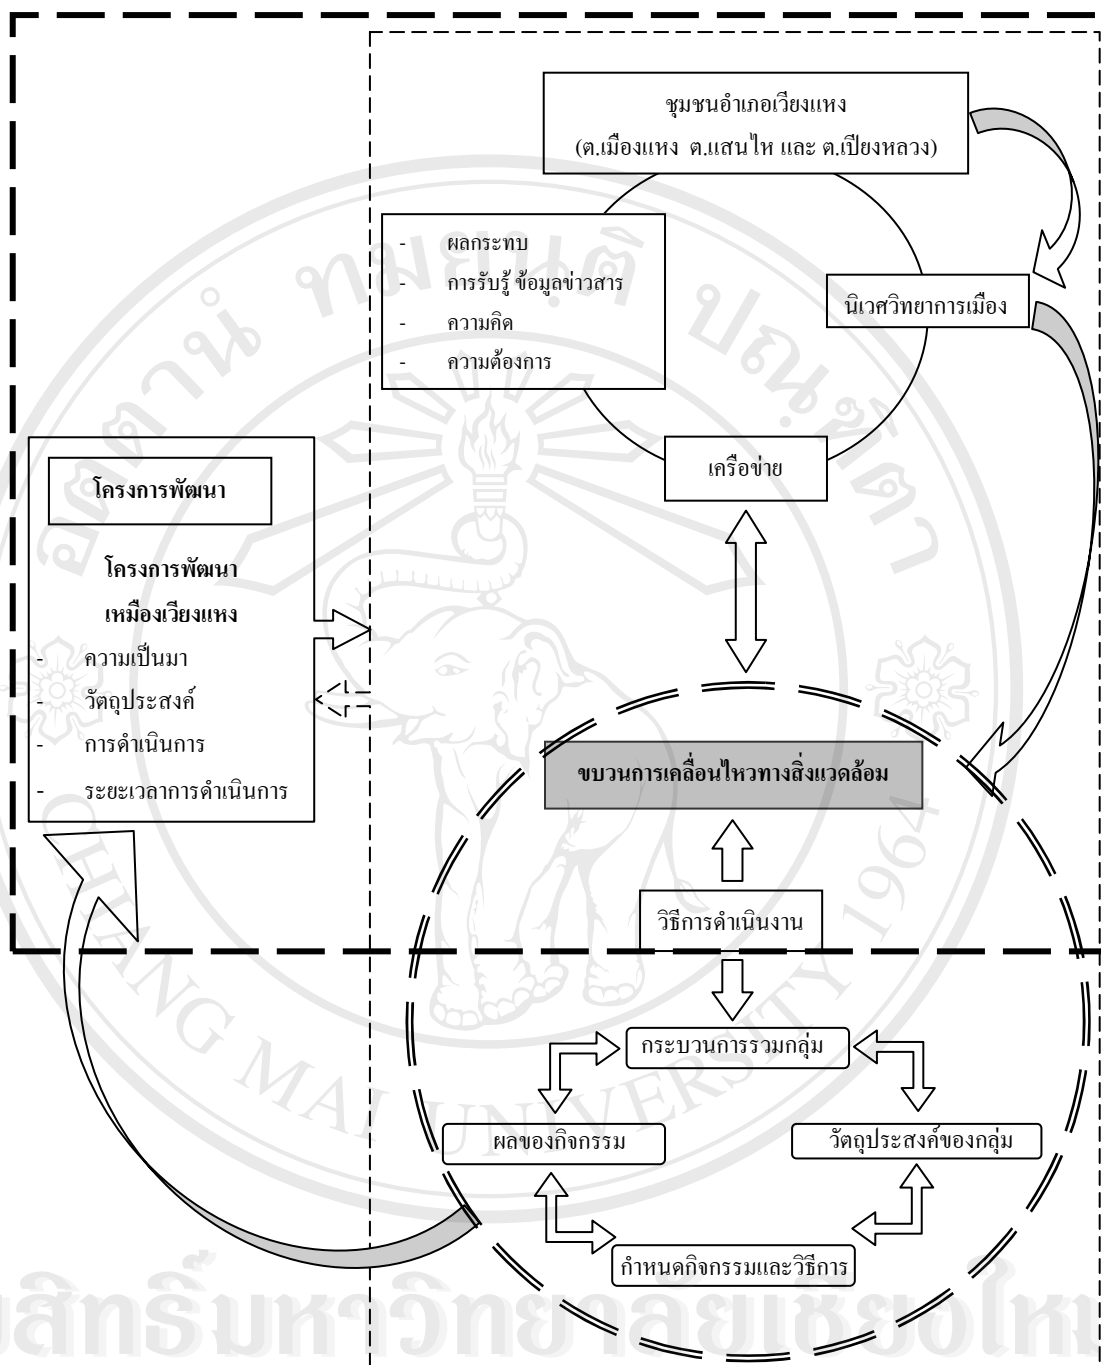 ชุมชนอำเภอเวียงแหง
(ต.เมืองแหง ต.แสนไห และ ต.เปียงหลวง)
- ผลกระทบ
- การรับรู้ ข้อมูลข่าวสาร
- ความคิด
- ความต้องการ
นิเวศวิทยาการเมือง
เครือข่าย
โครงการพัฒนา
โครงการพัฒนา
เหมืองเวียงแหง
- ความเป็นมา
- วัตถุประสงค์
- การดำเนินการ
- ระยะเวลาการดำเนินการ
ขบวนการเคลื่อนไหวทางสิ่งแวดล้อม
วิธีการดำเนินงาน
กระบวนการรวมกลุ่ม
ผลของกิจกรรม
วัตถุประสงค์ของกลุ่ม
กำหนดกิจกรรมและวิธีการ
CHIANG MAI UNIVERSITY 1964